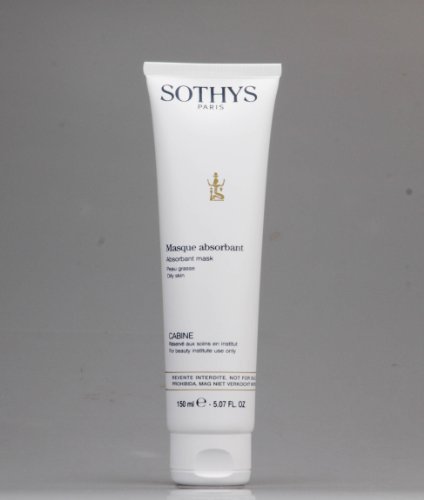 SOTHYS
PARIS
Masque absorbant
Absorbant mask
Peau grasse
Oily skin
CABINE
Réservé aux soins en institut
For beauty institute use only
REVENTE INTERDITE, NOT FOR
PROHIBIDA, MAG NIET VERKOCHT
150 ml ℮ - 5.07 FL. OZ